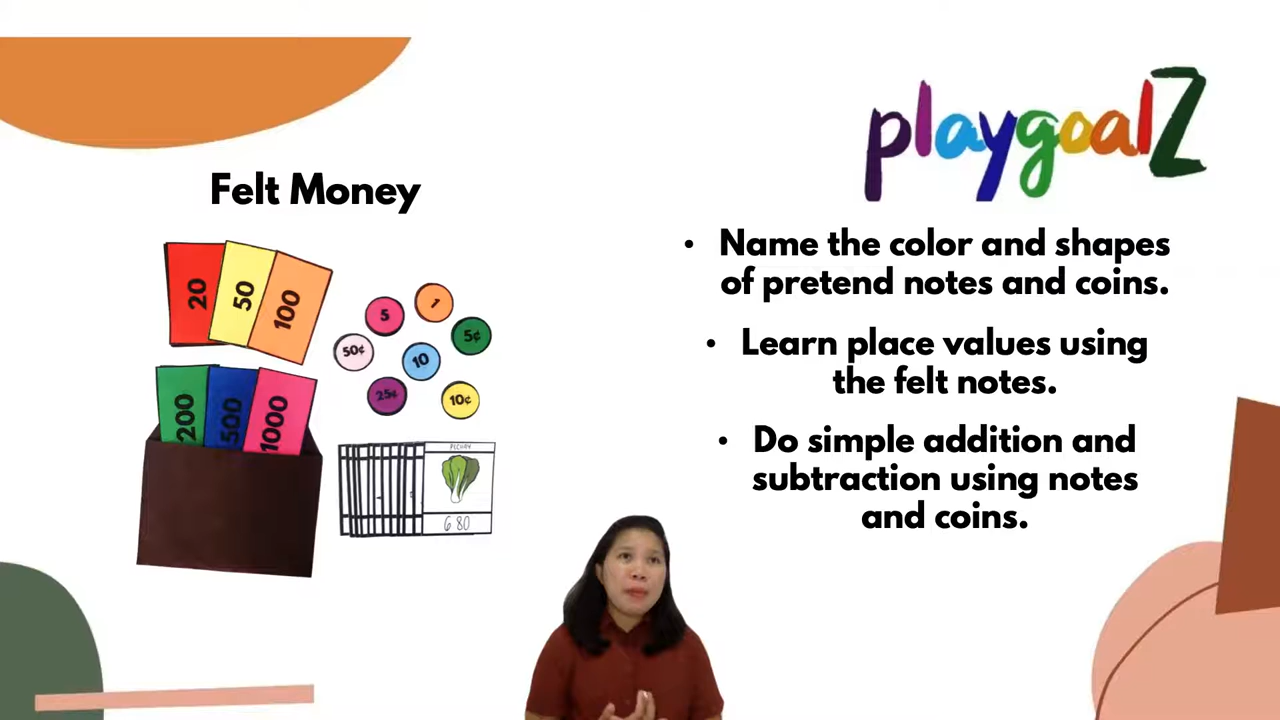 playgoalZ
Felt Money
20
50
100
5
1
50¢
5¢
10
25¢
10¢
200
500
1000
PECHAY
6 80
• Name the color and shapes
of pretend notes and coins.
• Learn place values using
the felt notes.
• Do simple addition and
subtraction using notes
and coins.